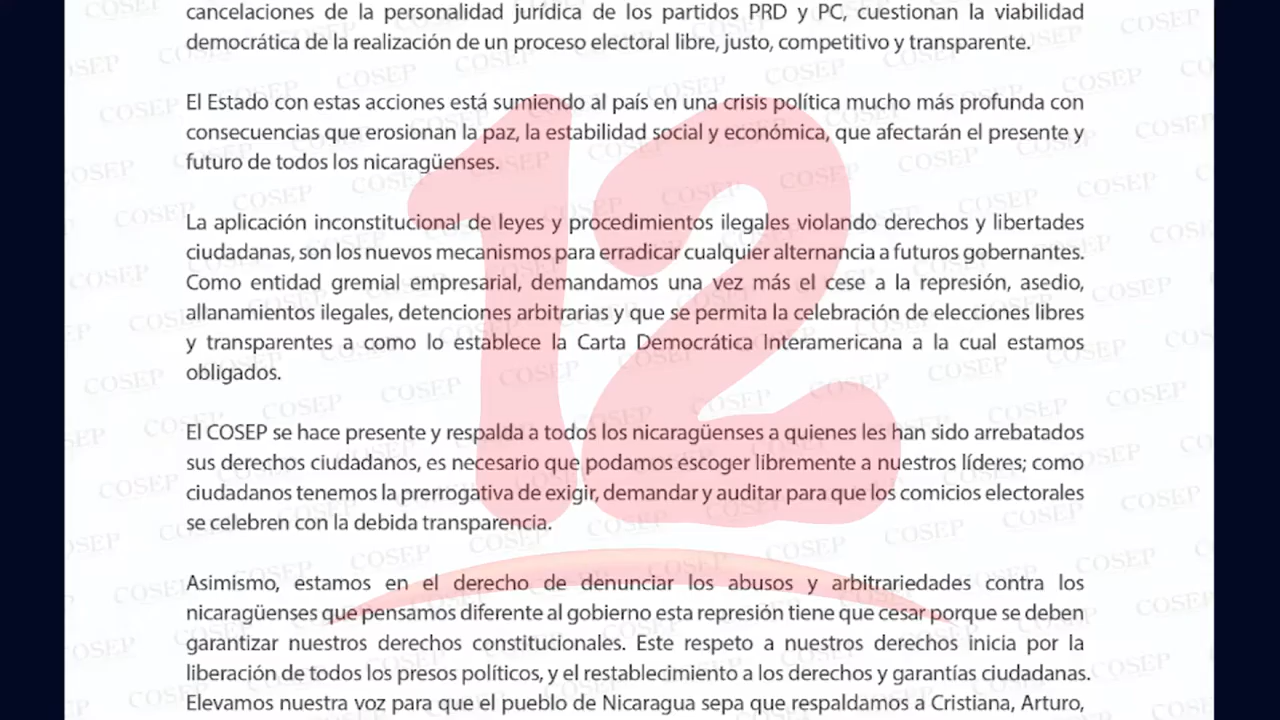 cancelaciones de la personalidad jurídica de los partidos PRD y PC, cuestionan la viabilidad
democrática de la realización de un proceso electoral libre, justo, competitivo y transparente.
El Estado con estas acciones está sumiendo al país en una crisis política mucho más profunda con
consecuencias que erosionan la paz, la estabilidad social y económica, que afectarán el presente y
futuro de todos los nicaragüenses.
La aplicación inconstitucional de leyes y procedimientos ilegales violando derechos y libertades
ciudadanas, son los nuevos mecanismos para erradicar cualquier alternancia a futuros gobernantes.
Como entidad gremial empresarial, demandamos una vez más el cese a la represión, asedio,
allanamientos ilegales, detenciones arbitrarias y que se permita la celebración de elecciones libres
y transparentes a como lo establece la Carta Democrática Interamericana a la cual estamos
obligados.
El COSEP se hace presente y respalda a todos los nicaragüenses a quienes les han sido arrebatados
sus derechos ciudadanos, es necesario que podamos escoger libremente a nuestros líderes; como
ciudadanos tenemos la prerrogativa de exigir, demandar y auditar para que los comicios electorales
se celebren con la debida transparencia.
Asimismo, estamos en el derecho de denunciar los abusos y arbitrariedades contra los
nicaragüenses que pensamos diferente al gobierno esta represión tiene que cesar porque se deben
garantizar nuestros derechos constitucionales. Este respeto a nuestros derechos inicia por la
liberación de todos los presos políticos, y el restablecimiento a los derechos y garantías ciudadanas.
Elevamos nuestra voz para que el pueblo de Nicaragua sepa que respaldamos a Cristiana, Arturo,
12
COSEP